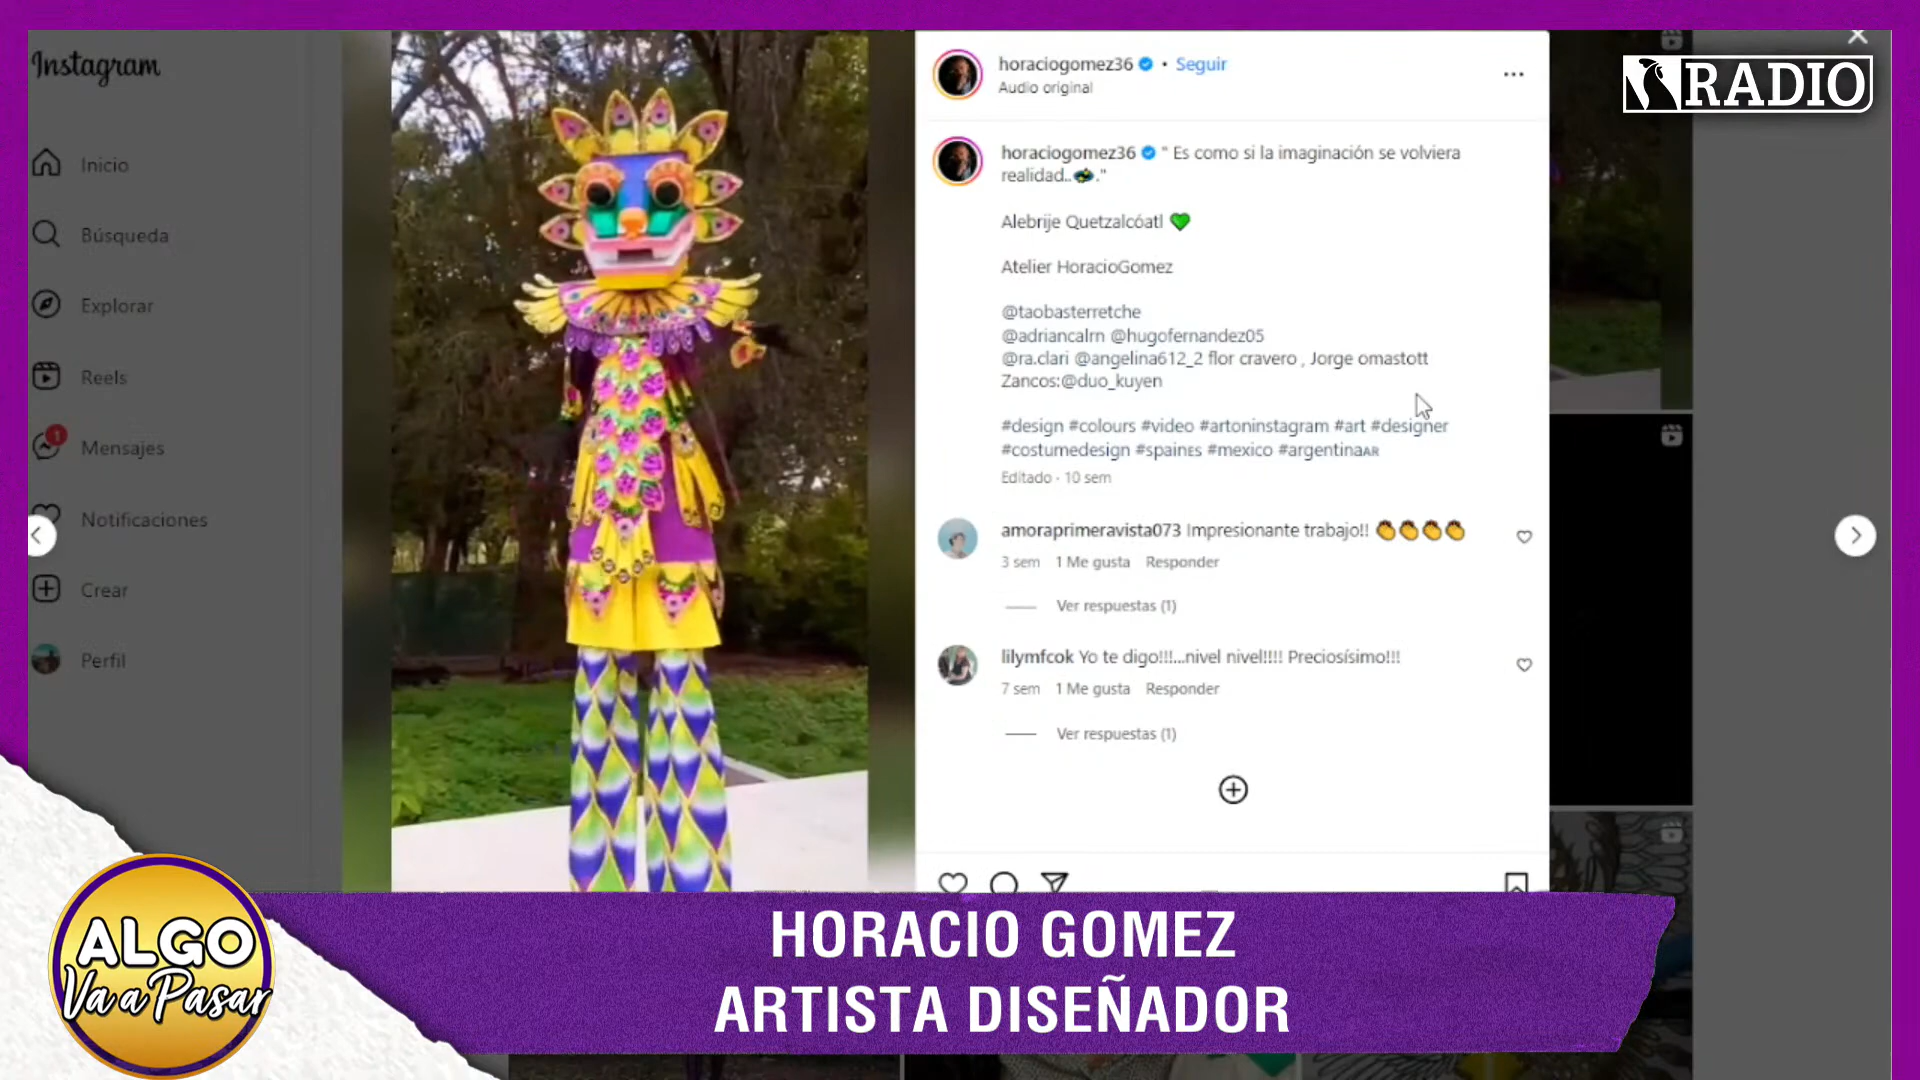 Instagram
Inicio
Búsqueda
Explorar
Reels
1
Mensajes
Notificaciones
Crear
Perfil
horaciogomez36 • Seguir
Audio original
RADIO
horaciogomez36 " Es como si la imaginación se volviera
realidad.. ."
Alebrije Quetzalcóatl 💚
Atelier HoracioGomez
@taobasterretche
@adriancalrn @hugofernandez05
@ra.clari @angelina612_2 flor cravero , Jorge omastott
Zancos:@duo_kuyen
#design #colours #video #artoninstagram #art #designer
#costumedesign #spainES #mexico #argentinaAR
Editado · 10 sem
amoraprimeravista073 Impresionante trabajo!! 👏👏👏👏
3 sem 1 Me gusta Responder
Ver respuestas (1)
lilymfcok Yo te digo!!!...nivel nivel!!!! Preciosísimo!!!
7 sem 1 Me gusta Responder
Ver respuestas (1)
HORACIO GOMEZ
ARTISTA DISEÑADOR
ALGO
Va a Pasar